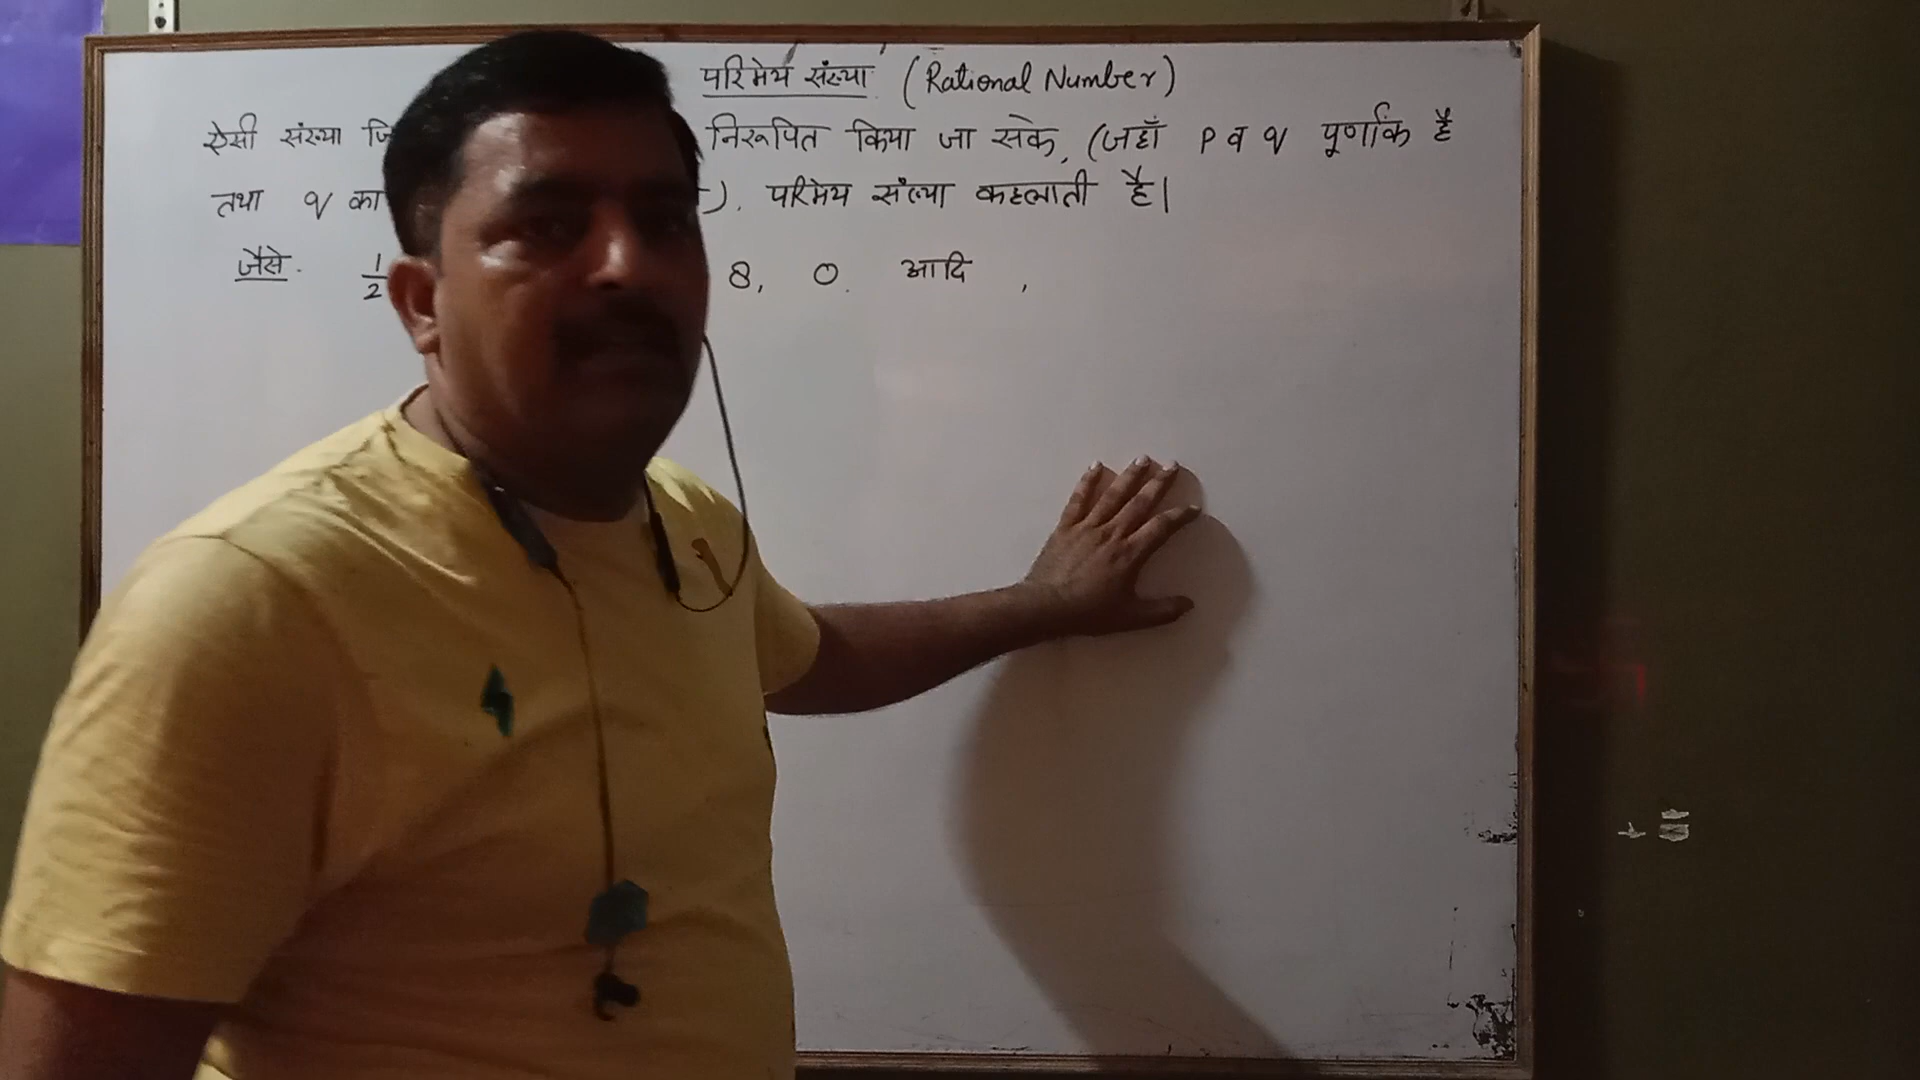 परिमेय संख्या (Rational Number)
ऐसी संख्या निरूपित किया जा सके, (जहाँ p व q पूर्णांक है
तथा q का ). परिमेय संख्या कहलाती है।
जैसे. 1/2 8, 0. आदि ,